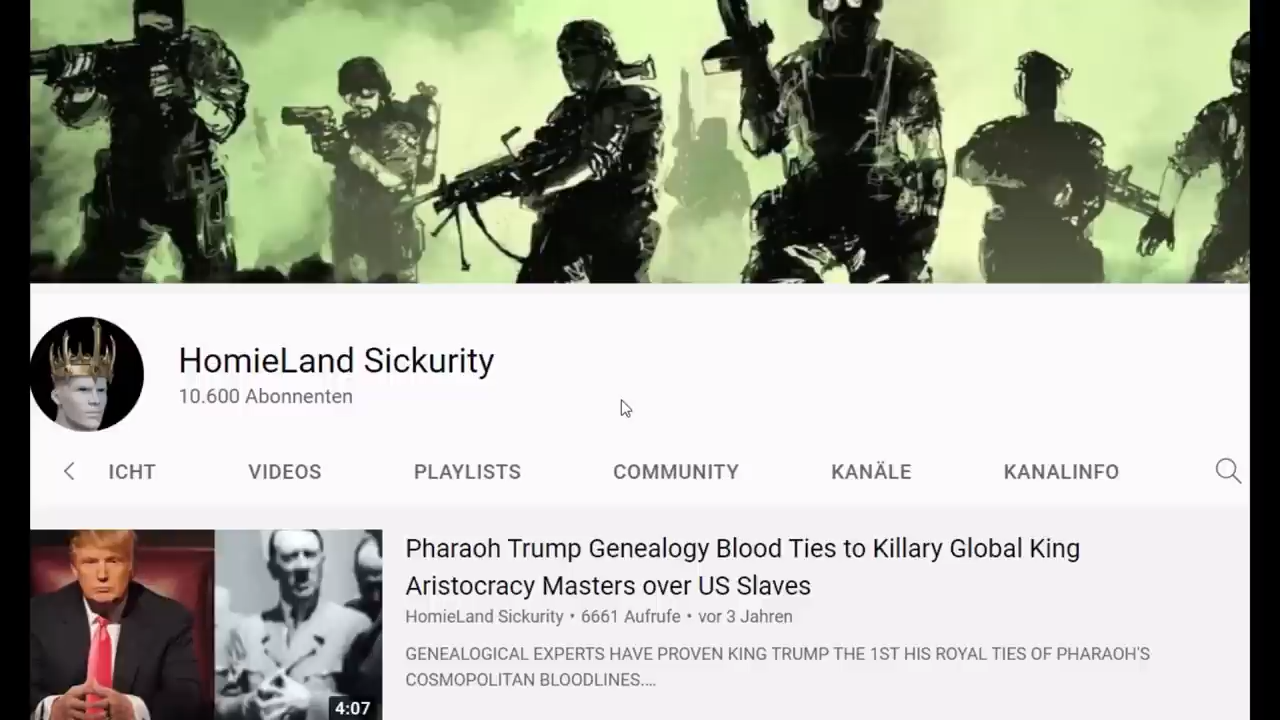 HomieLand Sickurity
10.600 Abonnenten
ICHT VIDEOS PLAYLISTS COMMUNITY KANÄLE KANALINFO
Pharaoh Trump Genealogy Blood Ties to Killary Global King
Aristocracy Masters over US Slaves
HomieLand Sickurity • 6661 Aufrufe • vor 3 Jahren
GENEALOGICAL EXPERTS HAVE PROVEN KING TRUMP THE 1ST HIS ROYAL TIES OF PHARAOH'S
COSMOPOLITAN BLOODLINES....
4:07